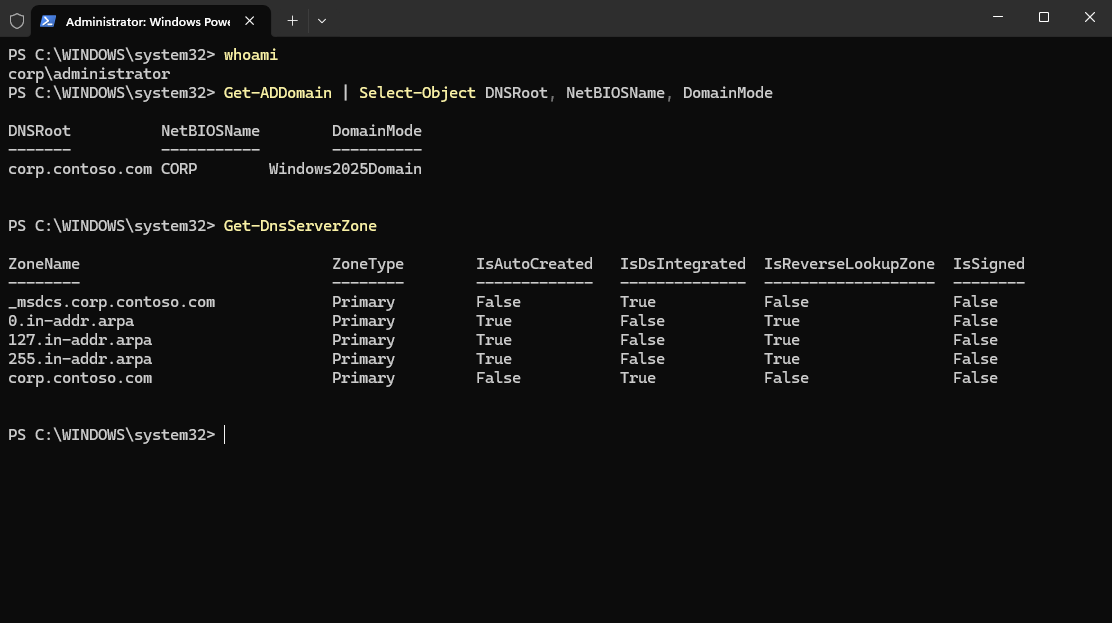 Administrator: Windows Powe
PS C:\WINDOWS\system32> whoami
corp\administrator
PS C:\WINDOWS\system32> Get-ADDomain | Select-Object DNSRoot, NetBIOSName, DomainMode
DNSRoot          NetBIOSName        DomainMode
-------          -----------        ----------
corp.contoso.com CORP        Windows2025Domain
PS C:\WINDOWS\system32> Get-DnsServerZone
ZoneName                            ZoneType        IsAutoCreated   IsDsIntegrated  IsReverseLookupZone  IsSigned
--------                            --------        -------------   --------------  -------------------  --------
_msdcs.corp.contoso.com             Primary         False           True            False                False
0.in-addr.arpa                      Primary         True            False           True                 False
127.in-addr.arpa                    Primary         True            False           True                 False
255.in-addr.arpa                    Primary         True            False           True                 False
corp.contoso.com                    Primary         False           True            False                False
PS C:\WINDOWS\system32>